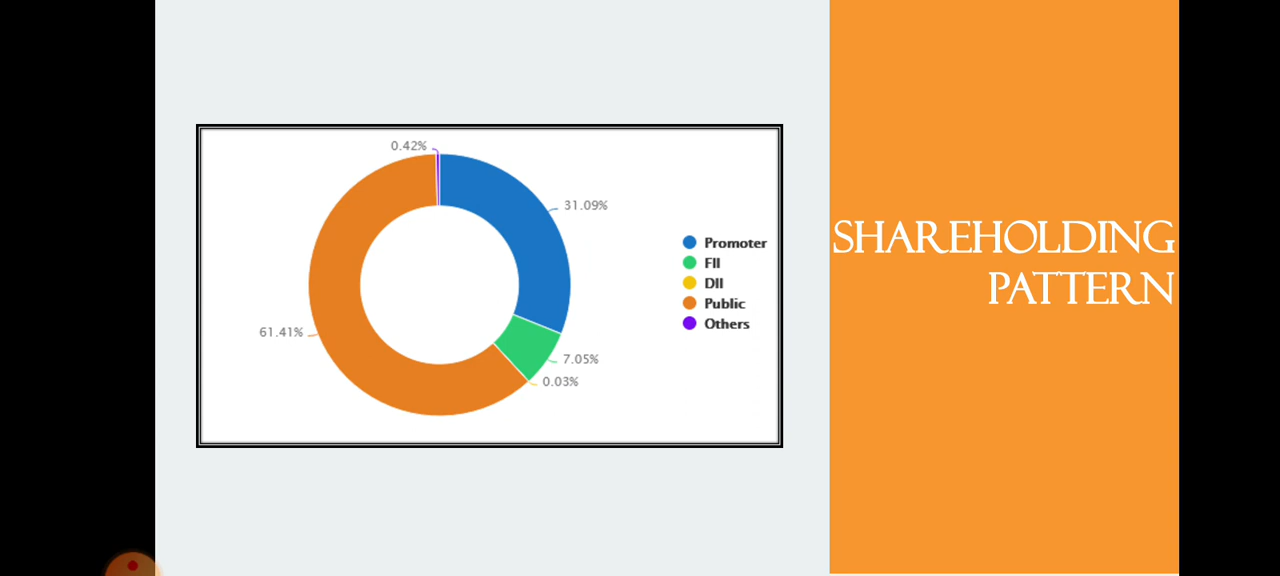 0.42%
31.09%
61.41%
7.05%
0.03%
Promoter
FII
DII
Public
Others
SHAREHOLDING
PATTERN